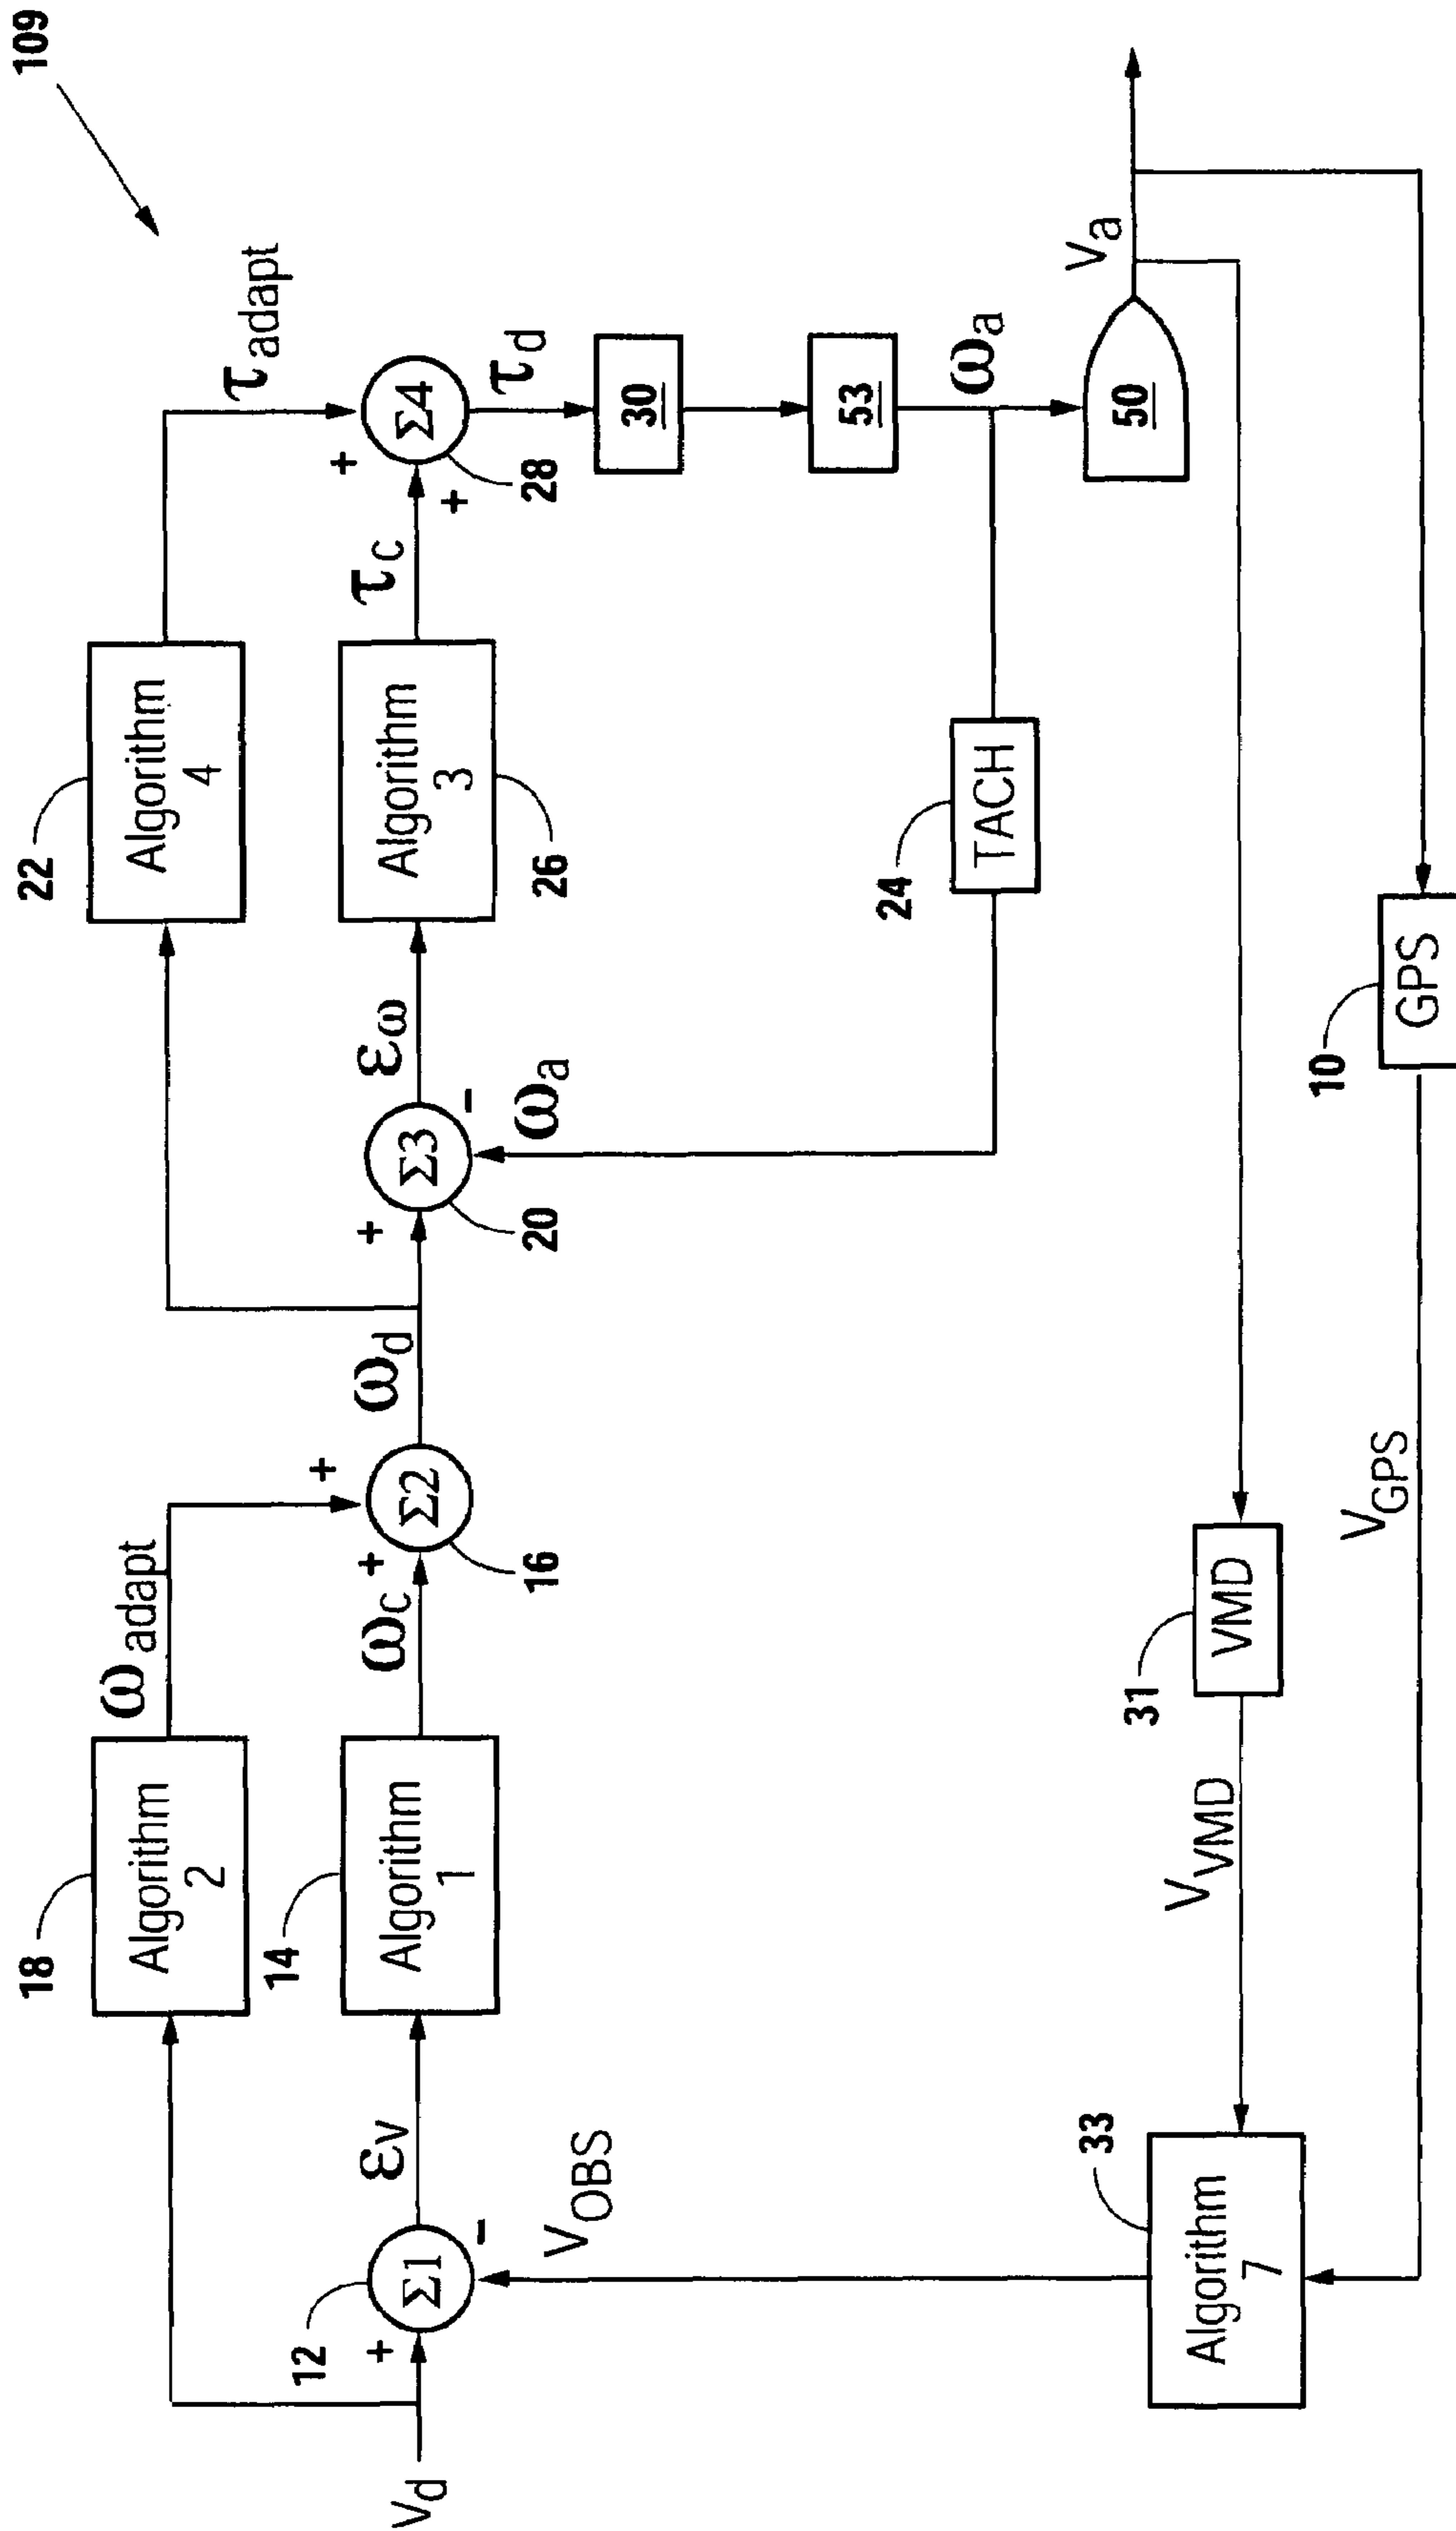 109
22
Algorithm
4
τadapt
18
Algorithm
2
ωadapt
+
+
Vd
+
12
Σ1
-
εv
14
Algorithm
1
ωc
+
Σ2
16
ωd
+
Σ3
20
-
εω
Algorithm
3
26
τc
+
Σ4
28
τd
30
53
ωa
ωa
24
TACH
50
Va
VOBS
33
Algorithm
7
VVMD
31
VMD
VGPS
10
GPS